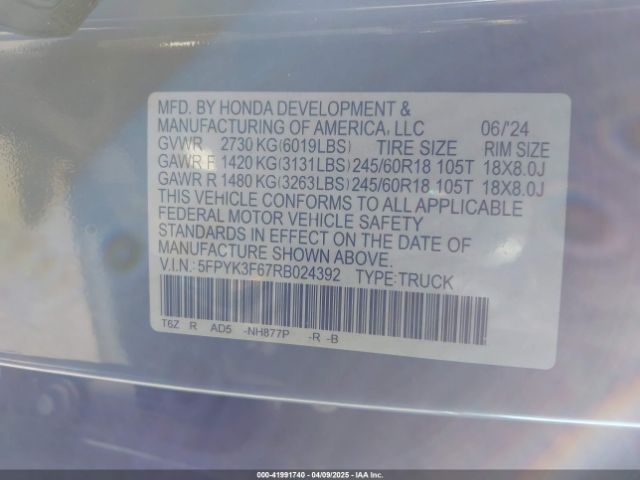 MFD. BY HONDA DEVELOPMENT &
MANUFACTURING OF AMERICA, LLC 06/'24
GVWR 2730 KG(6019LBS) TIRE SIZE RIM SIZE
GAWR F 1420 KG(3131LBS) 245/60R18 105T 18X8.0J
GAWR R 1480 KG(3263LBS) 245/60R18 105T 18X8.0J
THIS VEHICLE CONFORMS TO ALL APPLICABLE
FEDERAL MOTOR VEHICLE SAFETY
STANDARDS IN EFFECT ON THE DATE OF
MANUFACTURE SHOWN ABOVE.
V.I.N.: 5FPYK3F67RB024392 TYPE:TRUCK
T6Z R AD5 -NH877P -R -B
000-41991740 - 04/09/2025 - IAA Inc.